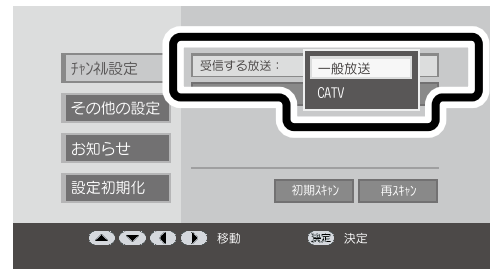 ﾁｬﾝﾈﾙ設定
受信する放送：
一般放送
CATV
その他の設定
お知らせ
設定初期化
初期ｽｷｬﾝ
再ｽｷｬﾝ
移動
選定 決定